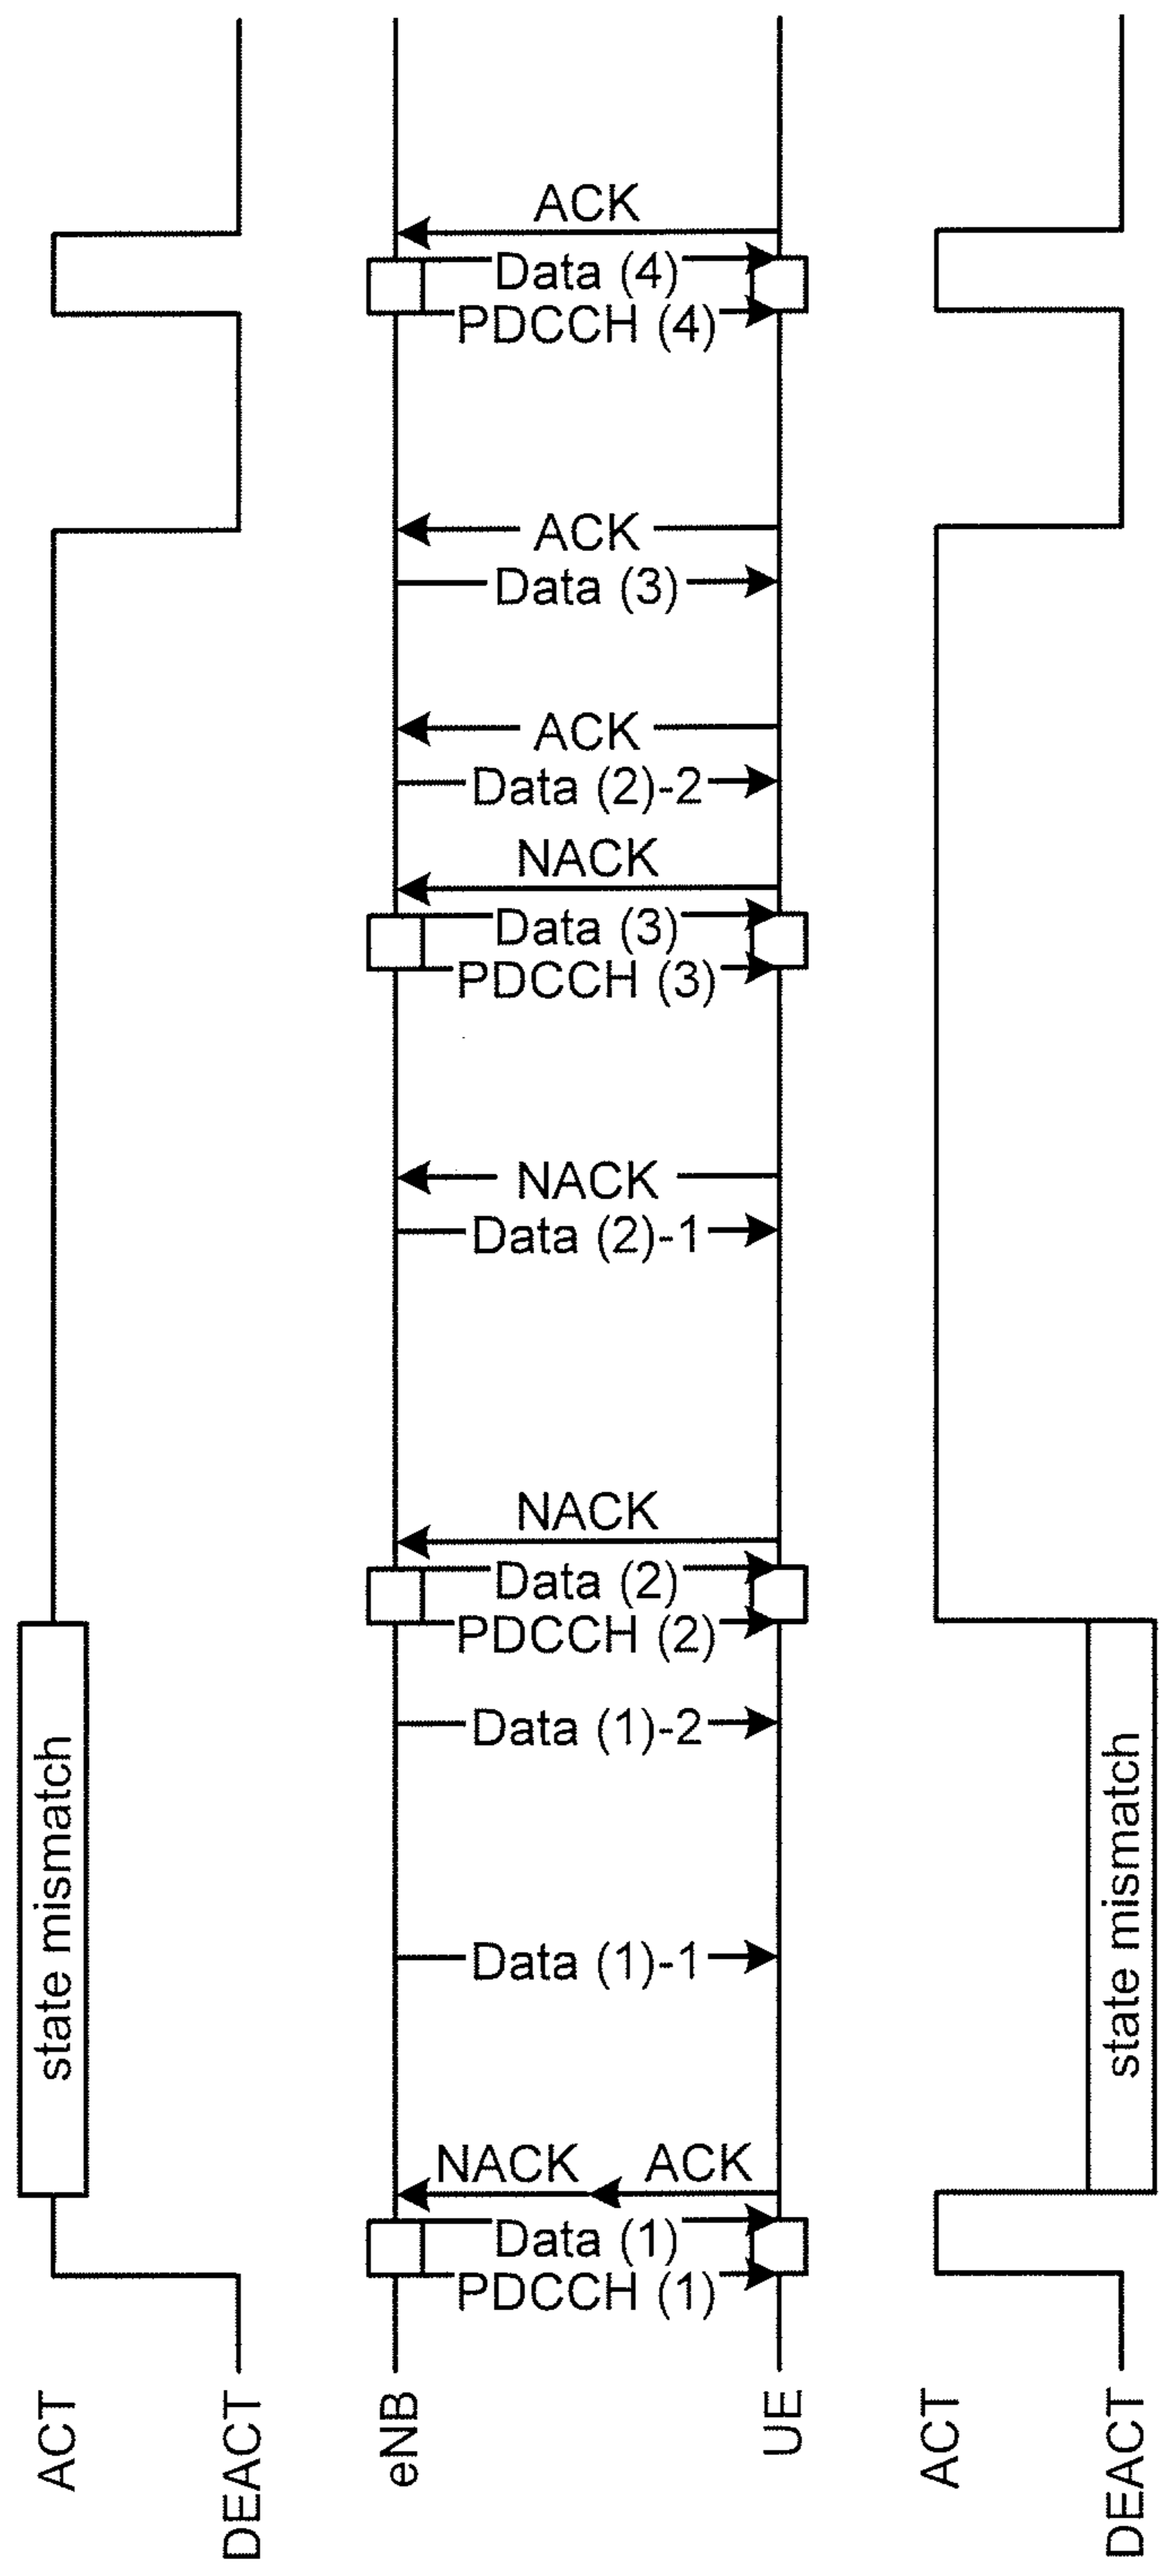 ACK
Data (4)
PDCCH (4)
ACK
Data (3)
ACK
Data (2)-2
NACK
Data (3)
PDCCH (3)
NACK
Data (2)-1
NACK
Data (2)
PDCCH (2)
Data (1)-2
state mismatch
state mismatch
Data (1)-1
NACK ACK
Data (1)
PDCCH (1)
ACT
DEACT
eNB
UE
ACT
DEACT